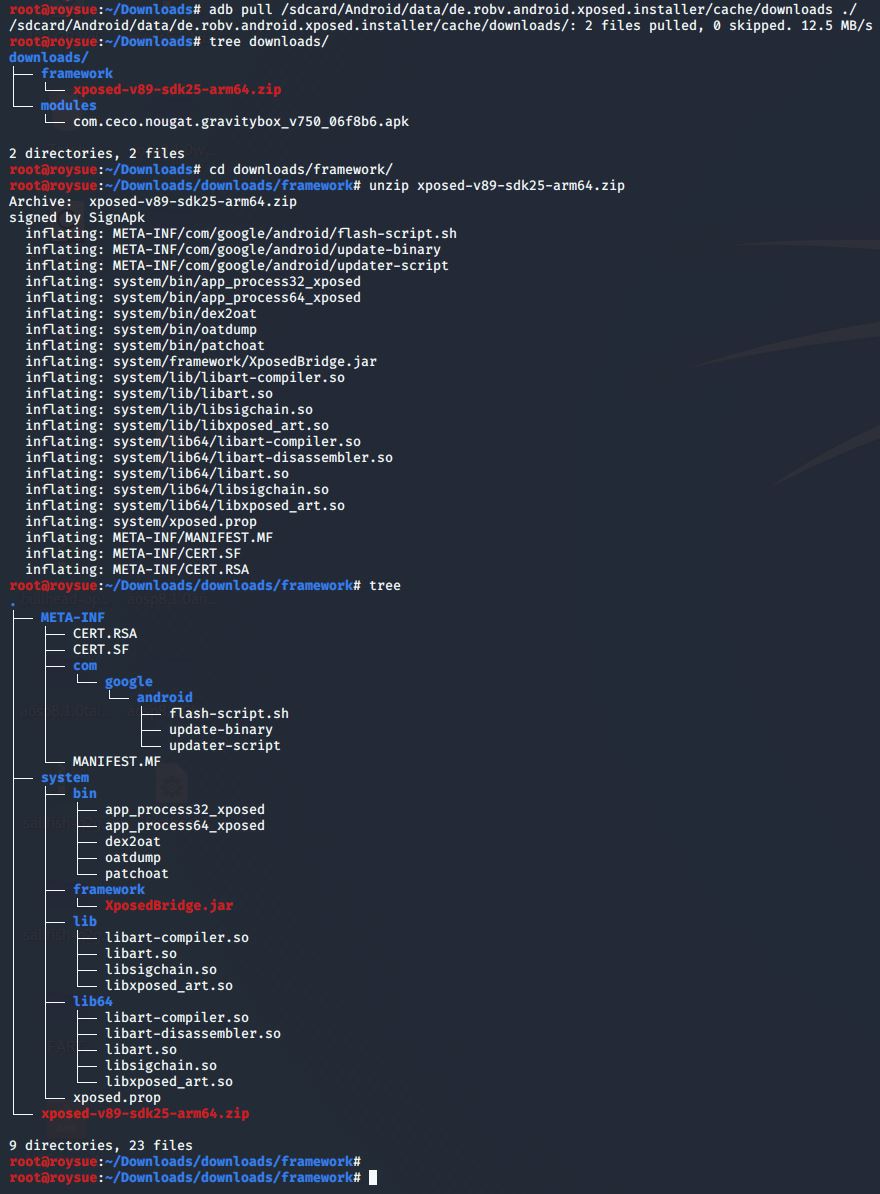 root@roysue:~/Downloads# adb pull /sdcard/Android/data/de.robv.android.xposed.installer/cache/downloads ./
/sdcard/Android/data/de.robv.android.xposed.installer/cache/downloads/: 2 files pulled, 0 skipped. 12.5 MB/s
root@roysue:~/Downloads# tree downloads/
downloads/
├── framework
│   └── xposed-v89-sdk25-arm64.zip
└── modules
    └── com.ceco.nougat.gravitybox_v750_06f8b6.apk

2 directories, 2 files
root@roysue:~/Downloads# cd downloads/framework/
root@roysue:~/Downloads/downloads/framework# unzip xposed-v89-sdk25-arm64.zip
Archive:  xposed-v89-sdk25-arm64.zip
signed by SignApk
  inflating: META-INF/com/google/android/flash-script.sh
  inflating: META-INF/com/google/android/update-binary
  inflating: META-INF/com/google/android/updater-script
  inflating: system/bin/app_process32_xposed
  inflating: system/bin/app_process64_xposed
  inflating: system/bin/dex2oat
  inflating: system/bin/oatdump
  inflating: system/bin/patchoat
  inflating: system/framework/XposedBridge.jar
  inflating: system/lib/libart-compiler.so
  inflating: system/lib/libart.so
  inflating: system/lib/libsigchain.so
  inflating: system/lib/libxposed_art.so
  inflating: system/lib64/libart-compiler.so
  inflating: system/lib64/libart-disassembler.so
  inflating: system/lib64/libart.so
  inflating: system/lib64/libsigchain.so
  inflating: system/lib64/libxposed_art.so
  inflating: system/xposed.prop
  inflating: META-INF/MANIFEST.MF
  inflating: META-INF/CERT.SF
  inflating: META-INF/CERT.RSA
root@roysue:~/Downloads/downloads/framework# tree
.
├── META-INF
│   ├── CERT.RSA
│   ├── CERT.SF
│   ├── com
│   │   └── google
│   │       └── android
│   │           ├── flash-script.sh
│   │           ├── update-binary
│   │           └── updater-script
│   └── MANIFEST.MF
├── system
│   ├── bin
│   │   ├── app_process32_xposed
│   │   ├── app_process64_xposed
│   │   ├── dex2oat
│   │   ├── oatdump
│   │   └── patchoat
│   ├── framework
│   │   └── XposedBridge.jar
│   ├── lib
│   │   ├── libart-compiler.so
│   │   ├── libart.so
│   │   ├── libsigchain.so
│   │   └── libxposed_art.so
│   ├── lib64
│   │   ├── libart-compiler.so
│   │   ├── libart-disassembler.so
│   │   ├── libart.so
│   │   ├── libsigchain.so
│   │   └── libxposed_art.so
│   └── xposed.prop
└── xposed-v89-sdk25-arm64.zip

9 directories, 23 files
root@roysue:~/Downloads/downloads/framework#
root@roysue:~/Downloads/downloads/framework#